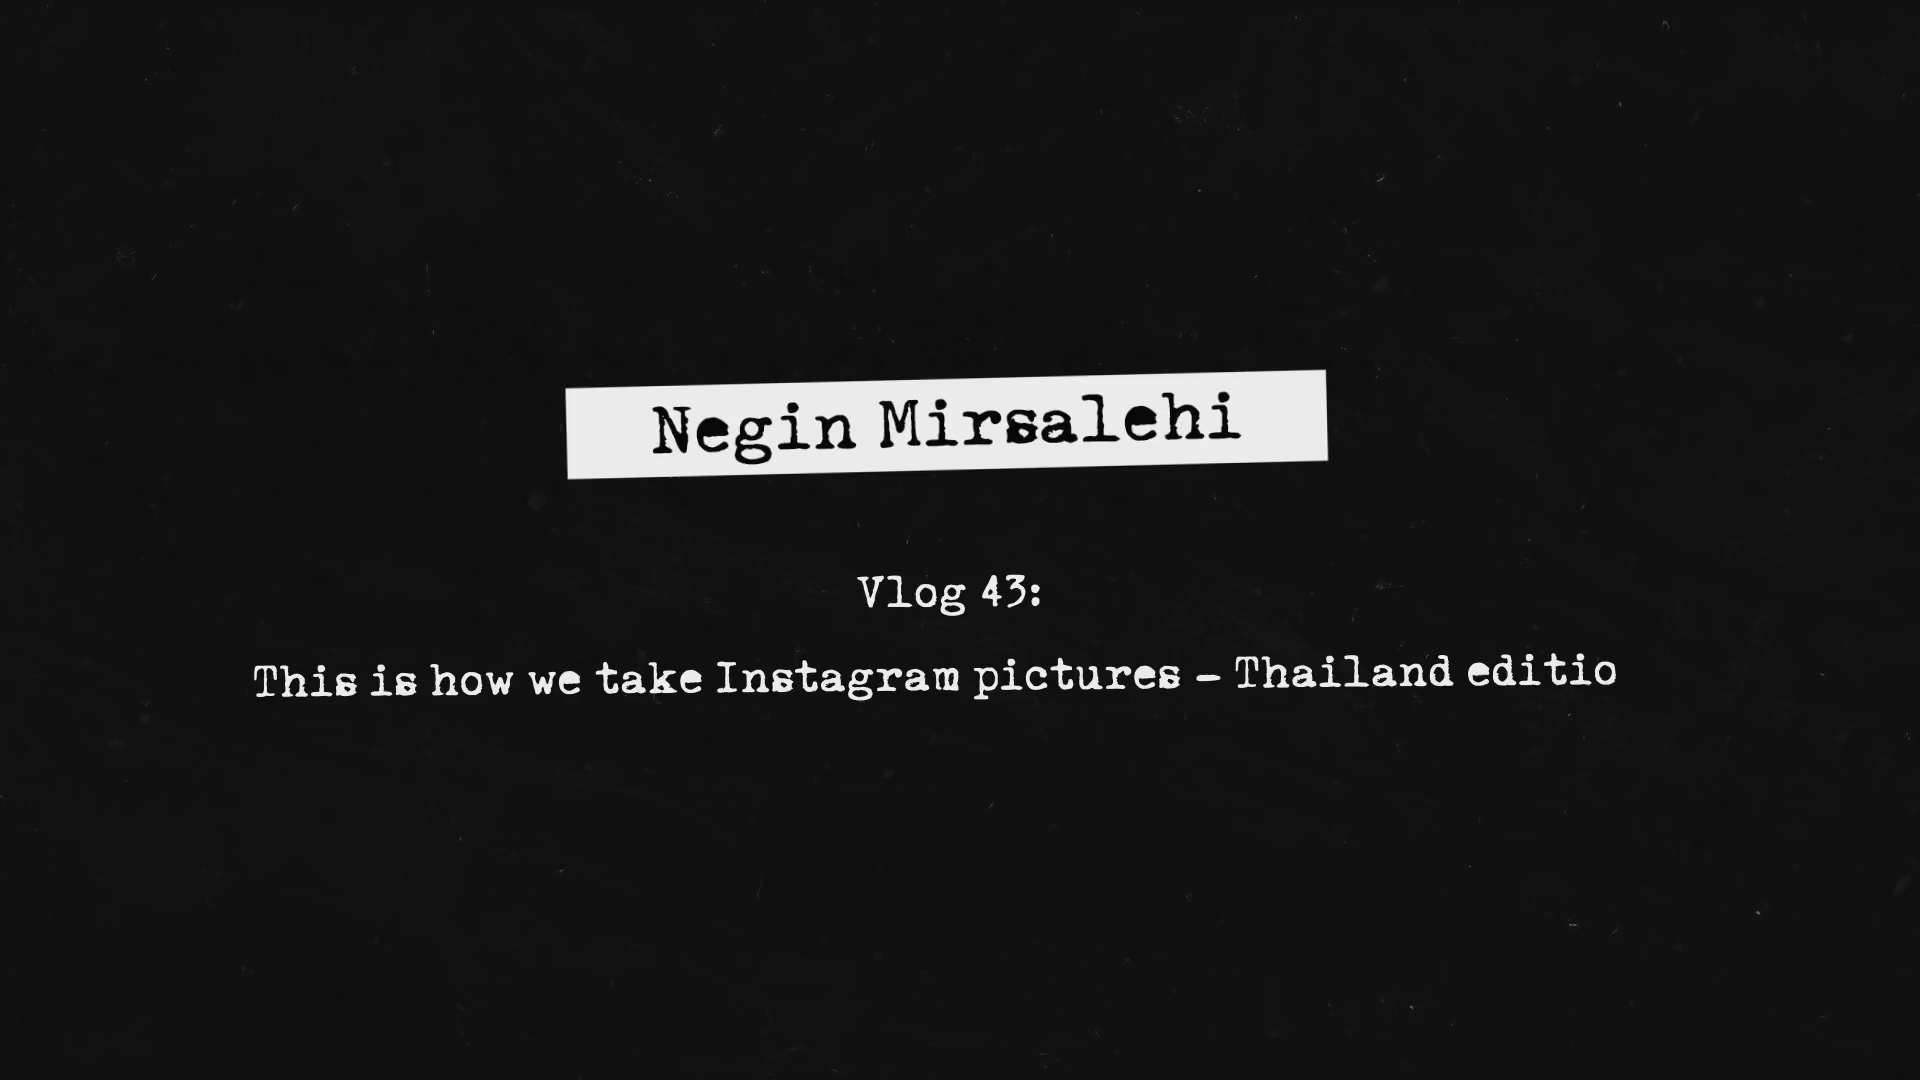 Negin Mirsalehi
Vlog 43:
This is how we take Instagram pictures - Thailand editio